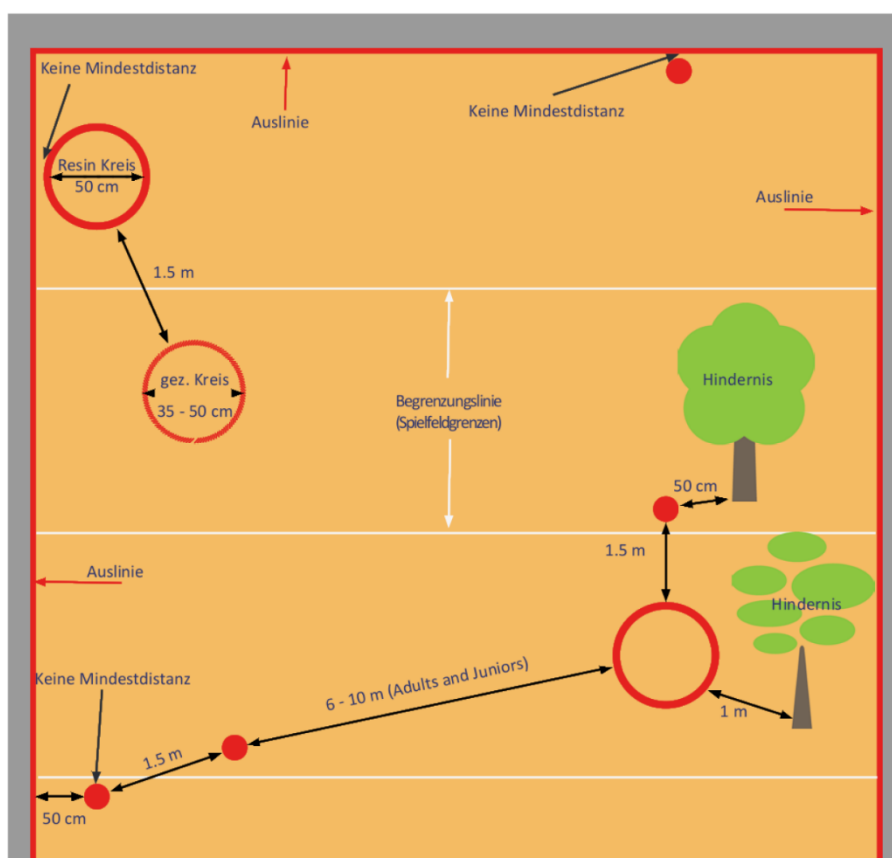 Keine Mindestdistanz
Auslinie
Keine Mindestdistanz
Resin Kreis
50 cm
Auslinie
1.5 m
gez. Kreis
35 - 50 cm
Begrenzungslinie
(Spielfeldgrenzen)
Hindernis
50 cm
1.5 m
Auslinie
Hindernis
Keine Mindestdistanz
6 - 10 m (Adults and Juniors)
1 m
1.5 m
50 cm